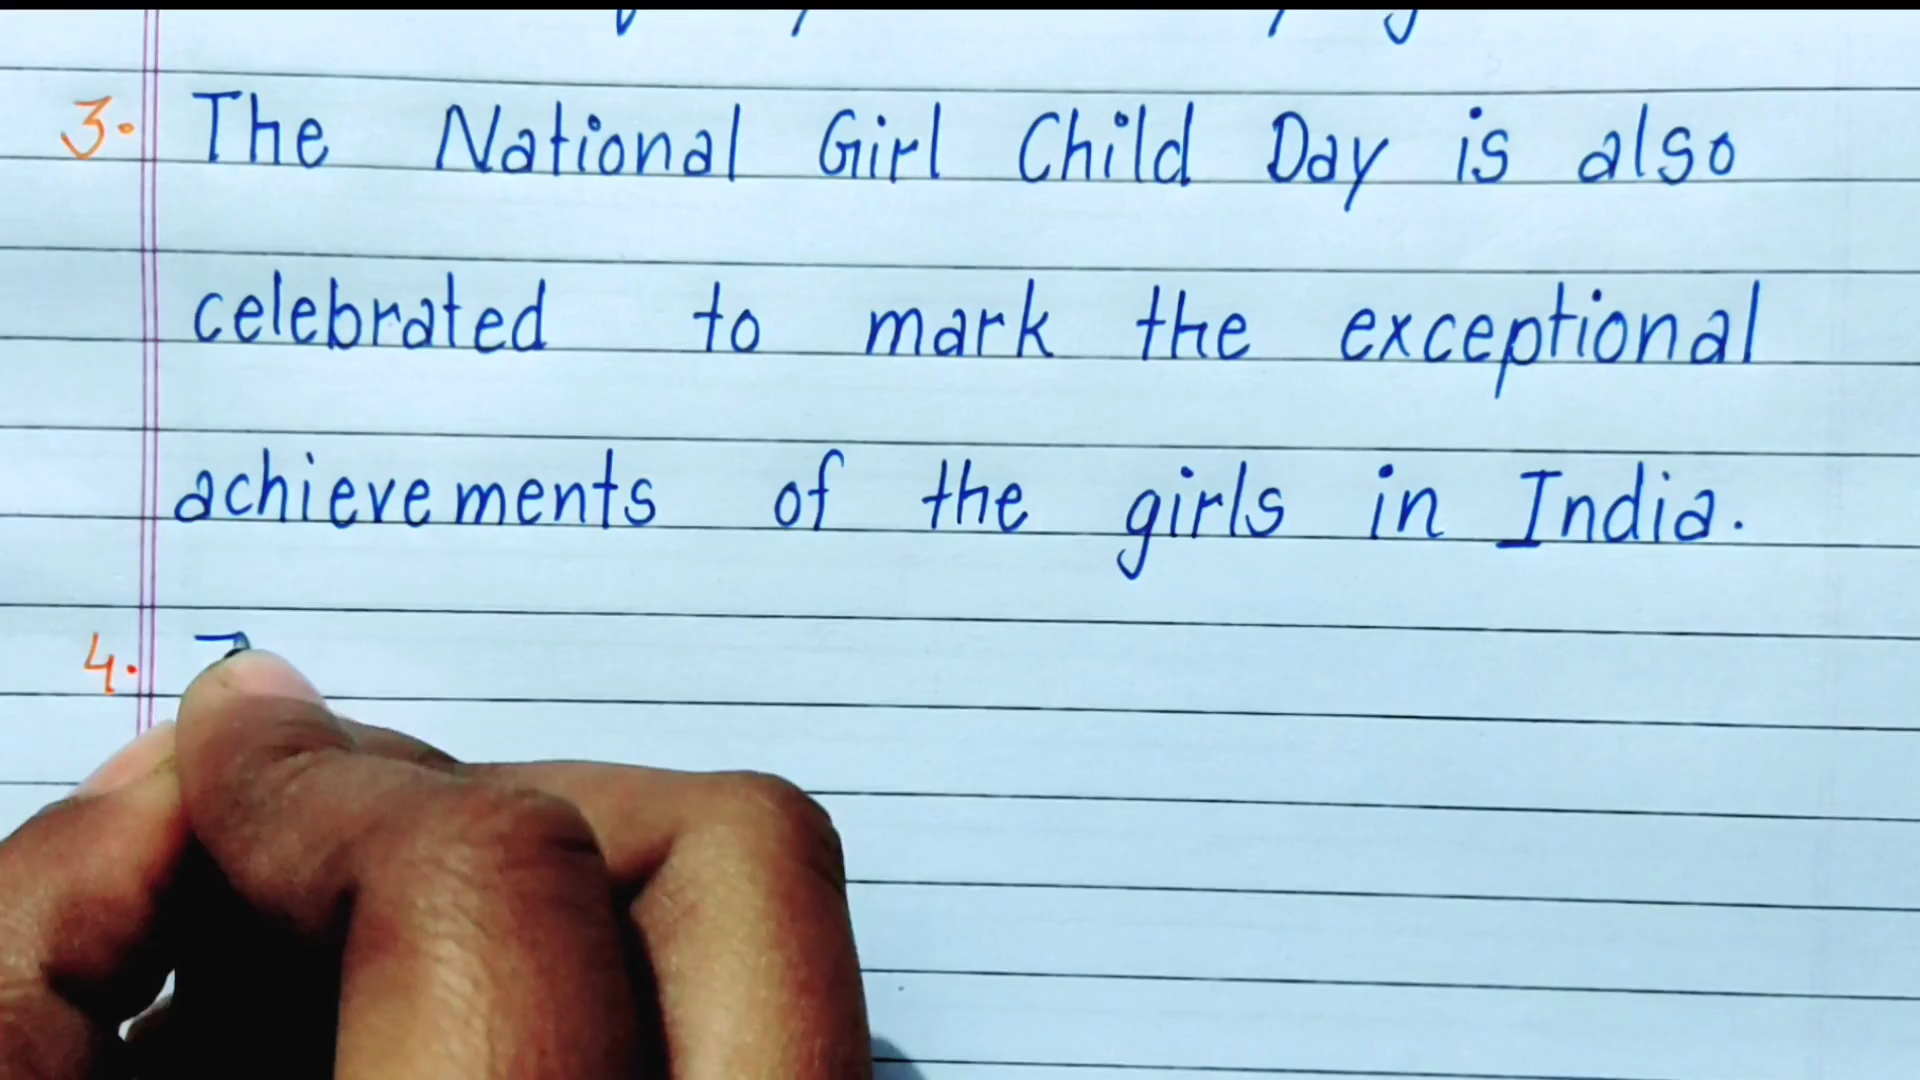 3. The National Girl Child Day is also
celebrated to mark the exceptional
achievements of the girls in India.
4.